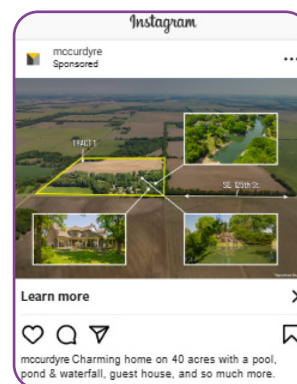 Instagram
mccurdyre
Sponsored
TRACT 1
SE 125th St.
Learn more
mccurdyre Charming home on 40 acres with a pool,
pond & waterfall, guest house, and so much more.